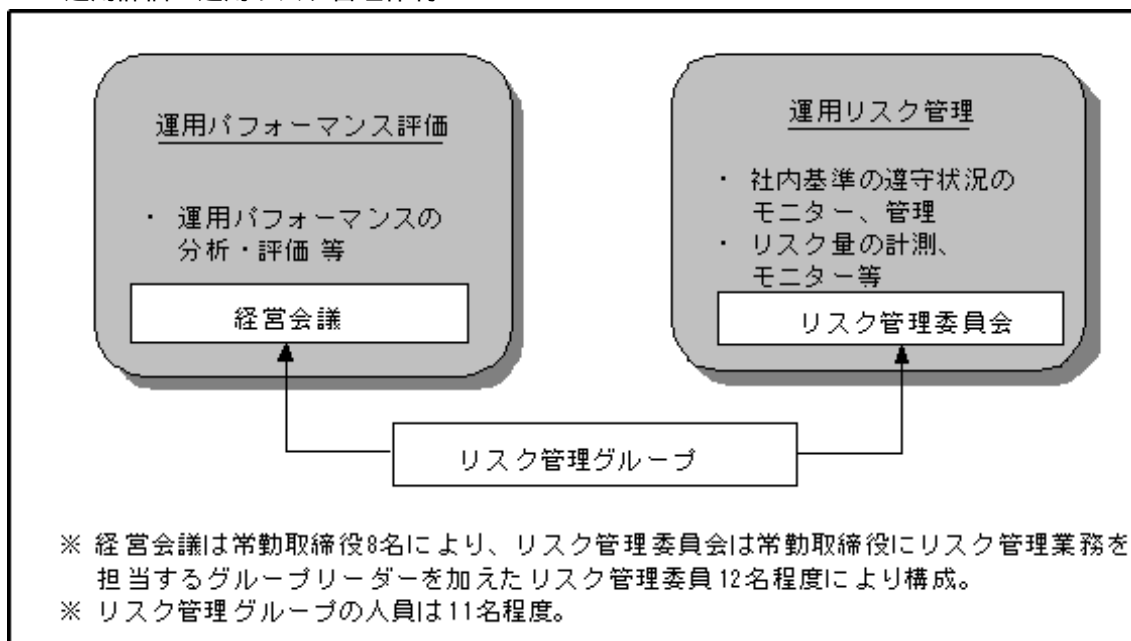 運用パフォーマンス評価
・ 運用パフォーマンスの
分析・評価 等
経営会議
運用リスク管理
・ 社内基準の遵守状況の
モニター、管理
・ リスク量の計測、
モニター等
リスク管理委員会
リスク管理グループ
※ 経営会議は常勤取締役8名により、リスク管理委員会は常勤取締役にリスク管理業務を
担当するグループリーダーを加えたリスク管理委員12名程度により構成。
※ リスク管理グループの人員は11名程度。